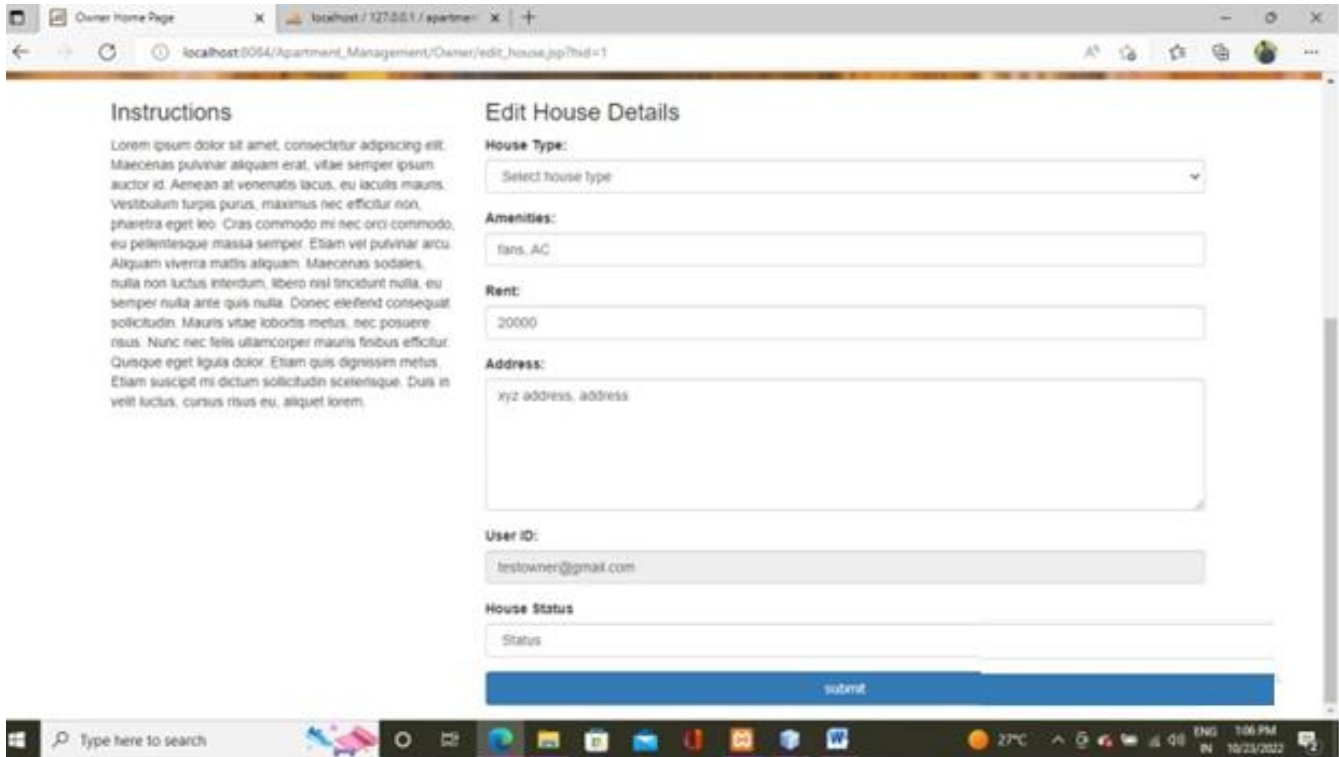 Owner Home Page
localhost / 127.0.0.1 / apartmen
localhost:8084/Apartment_Management/Owner/edit_house.jsp?hid=1
Instructions
Lorem ipsum dolor sit amet, consectetur adipiscing elit.
Maecenas pulvinar aliquam erat, vitae semper ipsum
auctor id. Aenean at venenatis lacus, eu iaculis mauris.
Vestibulum turpis purus, maximus nec efficitur non,
pharetra eget leo. Cras commodo mi nec orci commodo,
eu pellentesque massa semper. Etiam vel pulvinar arcu.
Aliquam viverra mattis aliquam. Maecenas sodales,
nulla non luctus interdum, libero nisl tincidunt nulla, eu
semper nulla ante quis nulla. Donec eleifend consequat
sollicitudin. Mauris vitae lobortis metus, nec posuere
risus. Nunc nec felis ullamcorper mauris finibus efficitur.
Quisque eget ligula dolor. Etiam quis dignissim metus.
Etiam suscipit mi dictum sollicitudin scelerisque. Duis in
velit luctus, cursus risus eu, aliquet lorem.
Edit House Details
House Type:
Select house type
Amenities:
fans, AC
Rent:
20000
Address:
xyz address, address
User ID:
testowner@gmail.com
House Status
Status
submit
Type here to search
27°C
ENG
IN
1:06 PM
10/23/2022